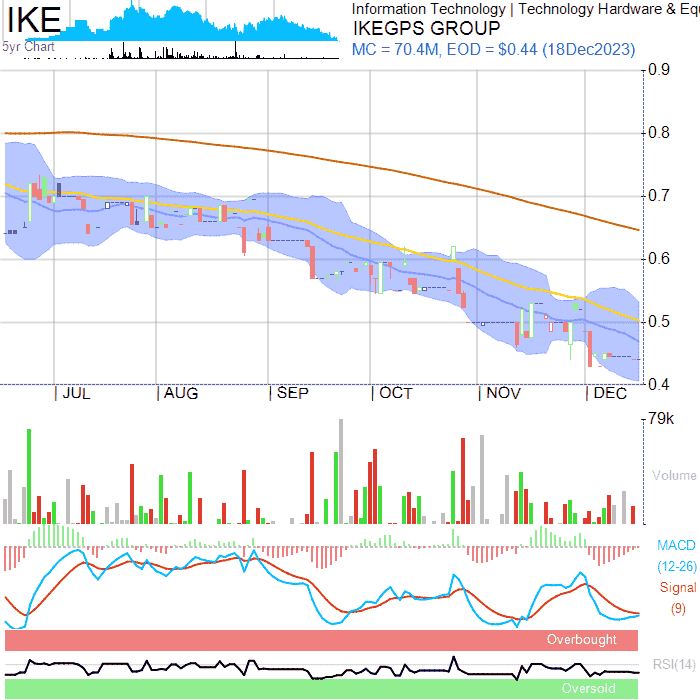 IKE
Information Technology | Technology Hardware & Equ
IKEGPS GROUP
5yr Chart
MC = 70.4M, EOD = $0.44 (18Dec2023)
0.9
0.8
0.7
0.6
0.5
0.4
JUL AUG SEP OCT NOV DEC
79k
Volume
MACD
(12-26)
Signal
(9)
Overbought
RSI(14)
Oversold